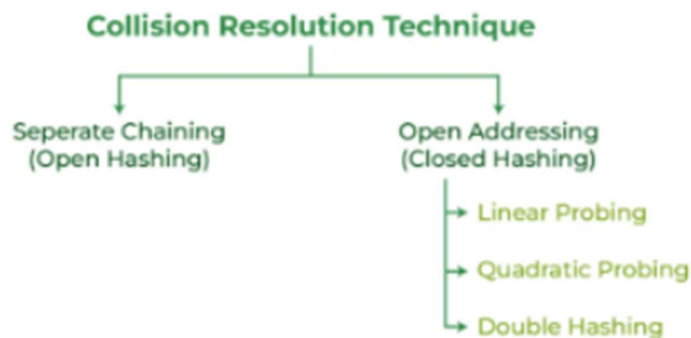 Collision Resolution Technique
Seperate Chaining
(Open Hashing)
Open Addressing
(Closed Hashing)
Linear Probing
Quadratic Probing
Double Hashing